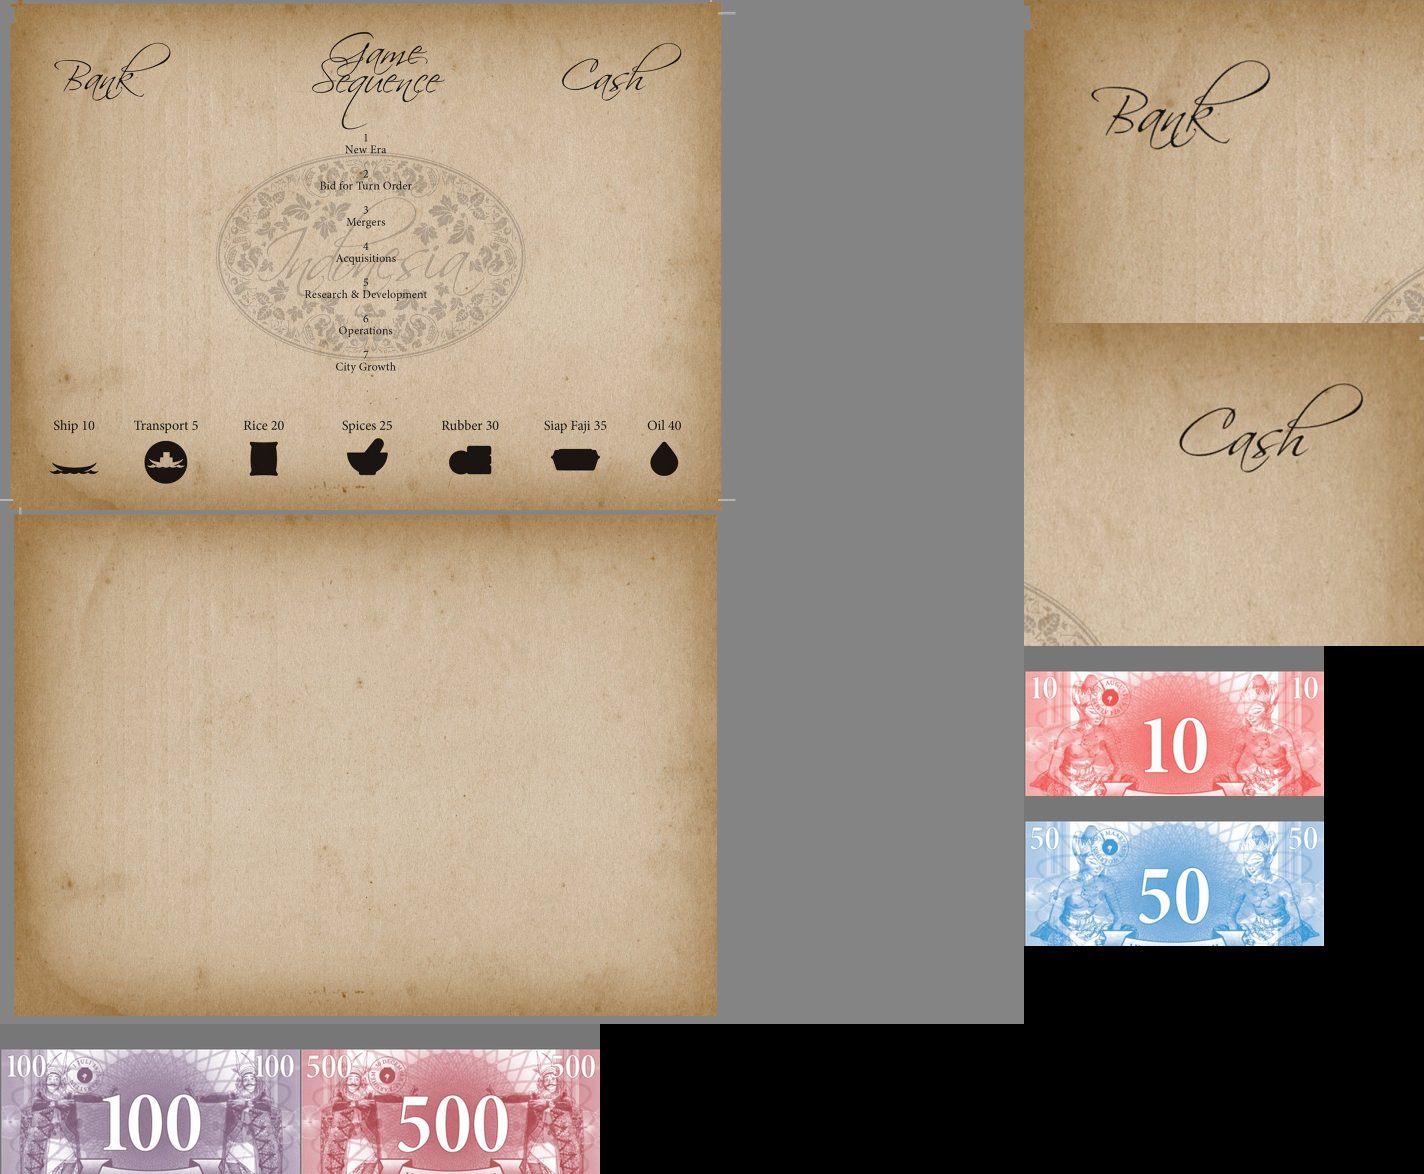 Bank
Game
Sequence
Cash
1
New Era
2
Bid for Turn Order
3
Mergers
4
Acquisitions
5
Research & Development
6
Operations
7
City Growth
Indonesia
Ship 10
Transport 5
Rice 20
Spices 25
Rubber 30
Siap Faji 35
Oil 40
Bank
Cash
10
10
10
50
50
50
100
100
100
500
500
500